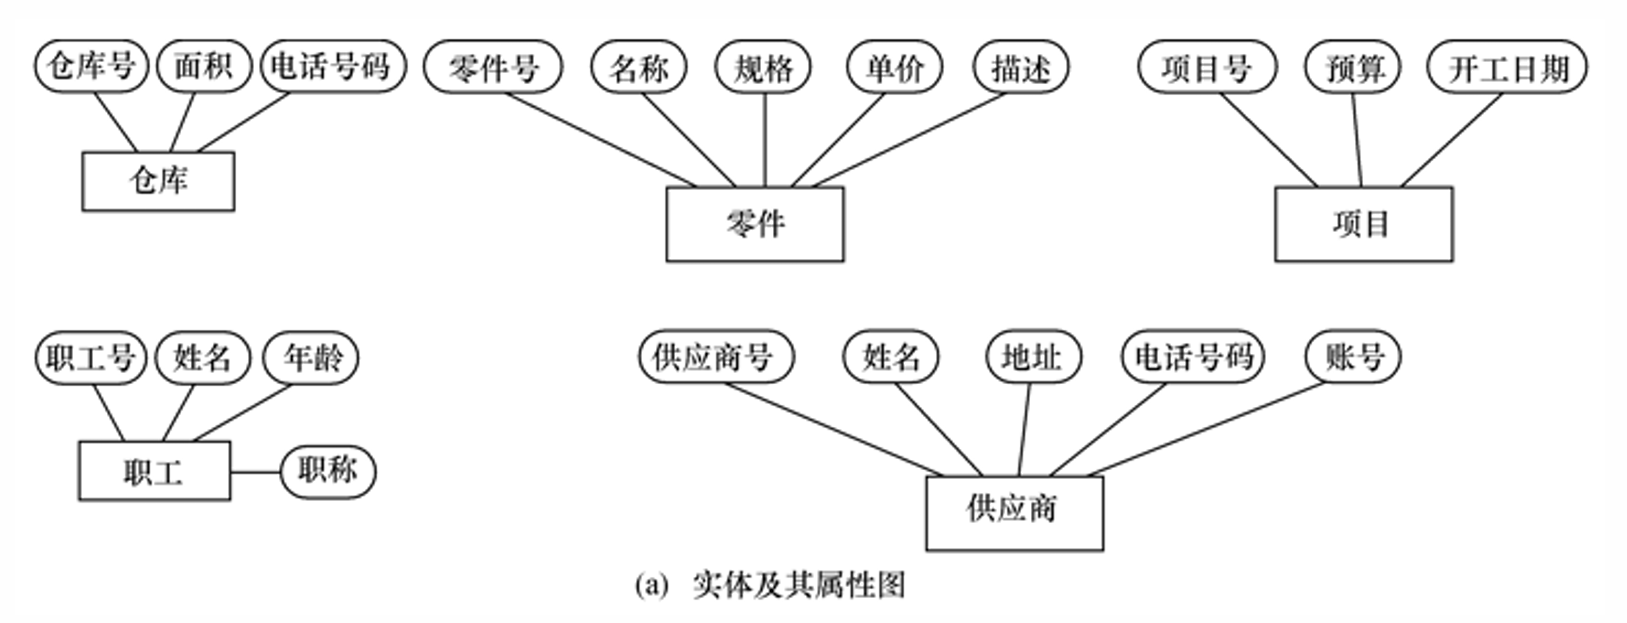 仓库号 面积 电话号码 零件号 名称 规格 单价 描述 项目号 预算 开工日期
仓库 零件 项目
职工号 姓名 年龄 供应商号 姓名 地址 电话号码 账号
职工 职称 供应商
(a) 实体及其属性图